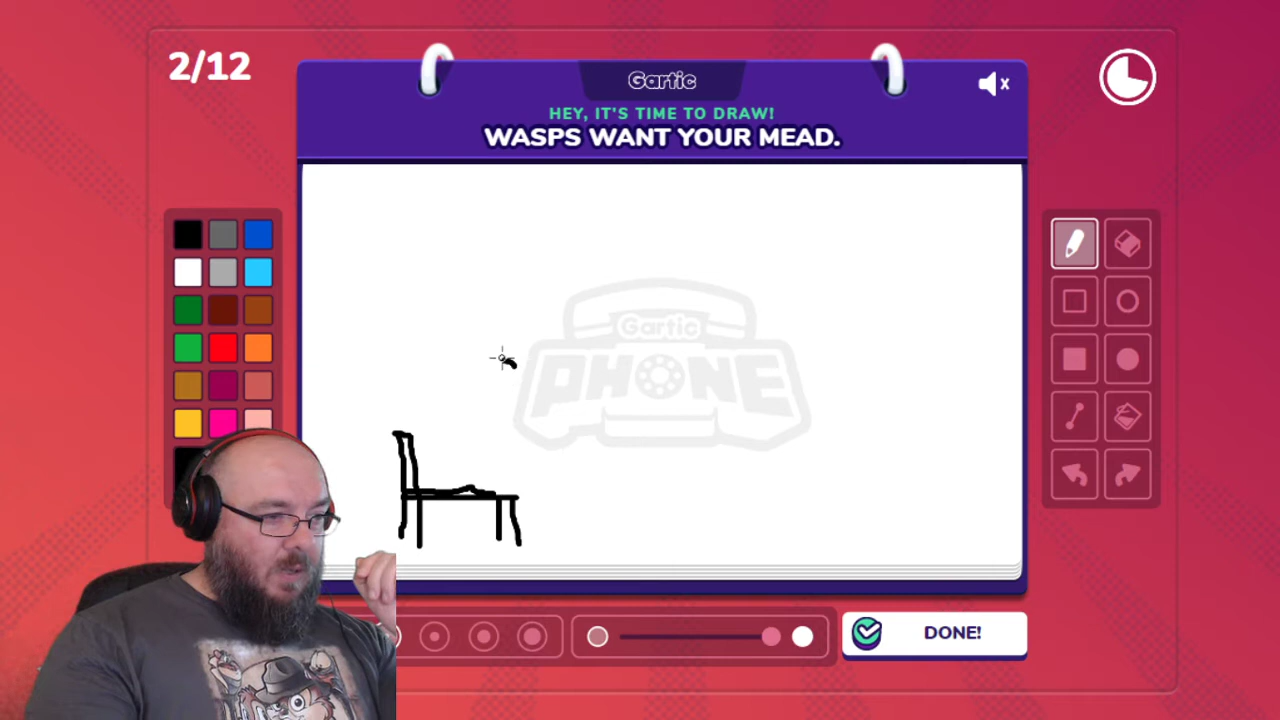 2/12
Gartic
HEY, IT'S TIME TO DRAW!
WASPS WANT YOUR MEAD.
Gartic
PHONE
DONE!